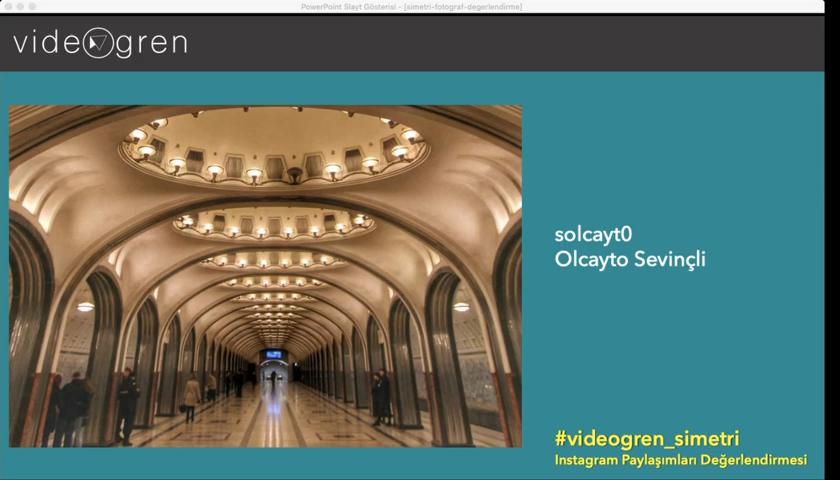 PowerPoint Slayt Gösterisi - [simetri-fotograf-degerlendirme]
videogren
solcayt0
Olcayto Sevinçli
#videogren_simetri
Instagram Paylaşımları Değerlendirmesi